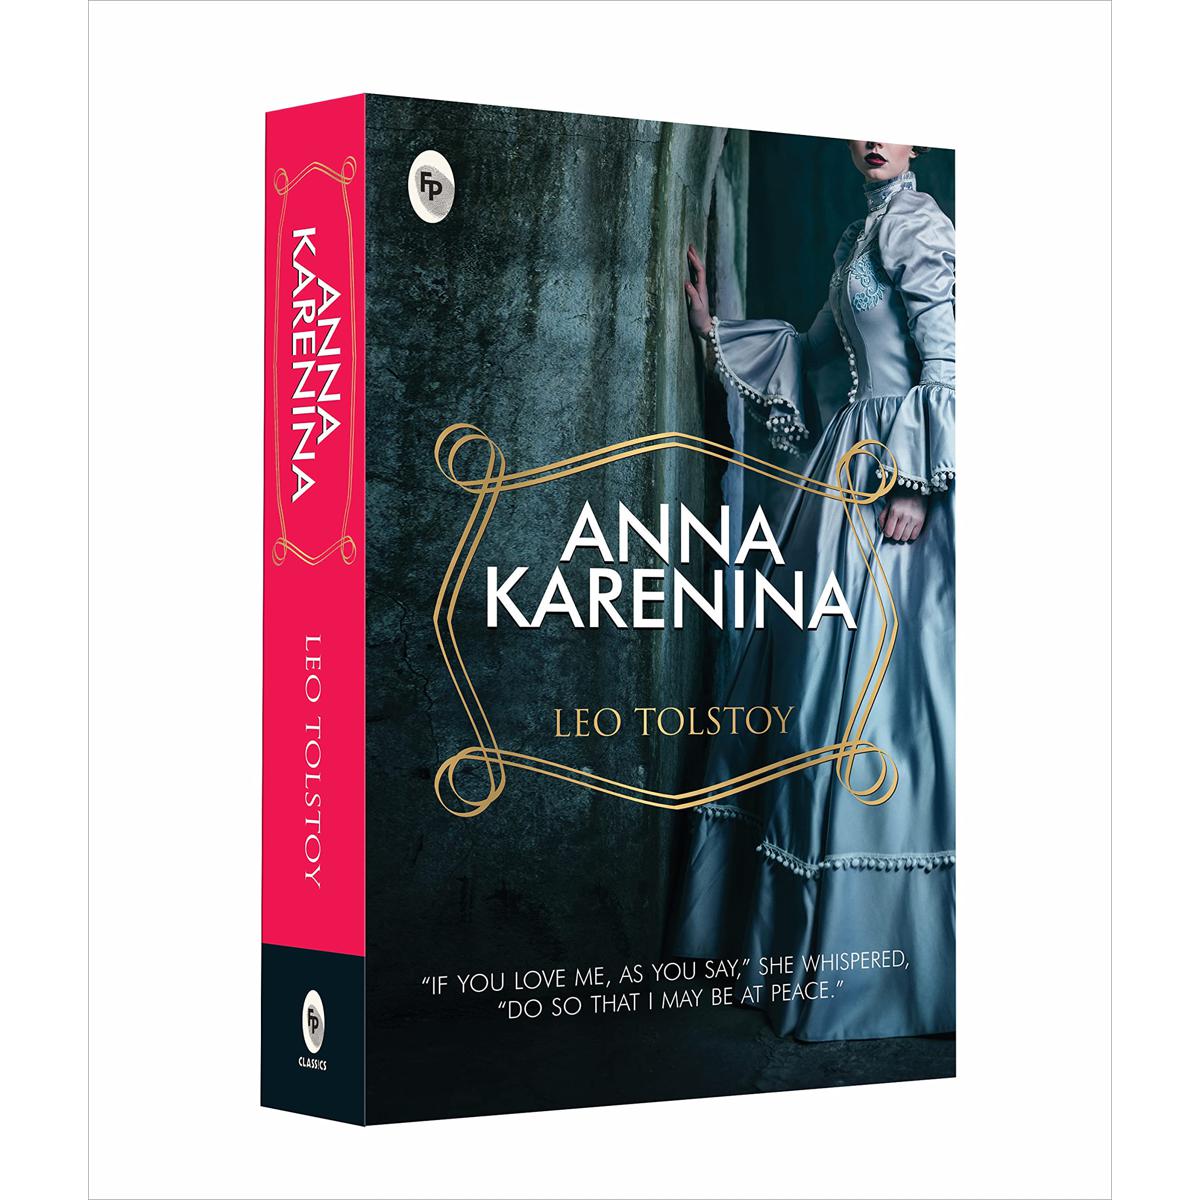 ANNA
KARENINA
LEO TOLSTOY
FP
CLASSICS
FP
ANNA
KARENINA
LEO TOLSTOY
“IF YOU LOVE ME, AS YOU SAY,” SHE WHISPERED,
“DO SO THAT I MAY BE AT PEACE.”